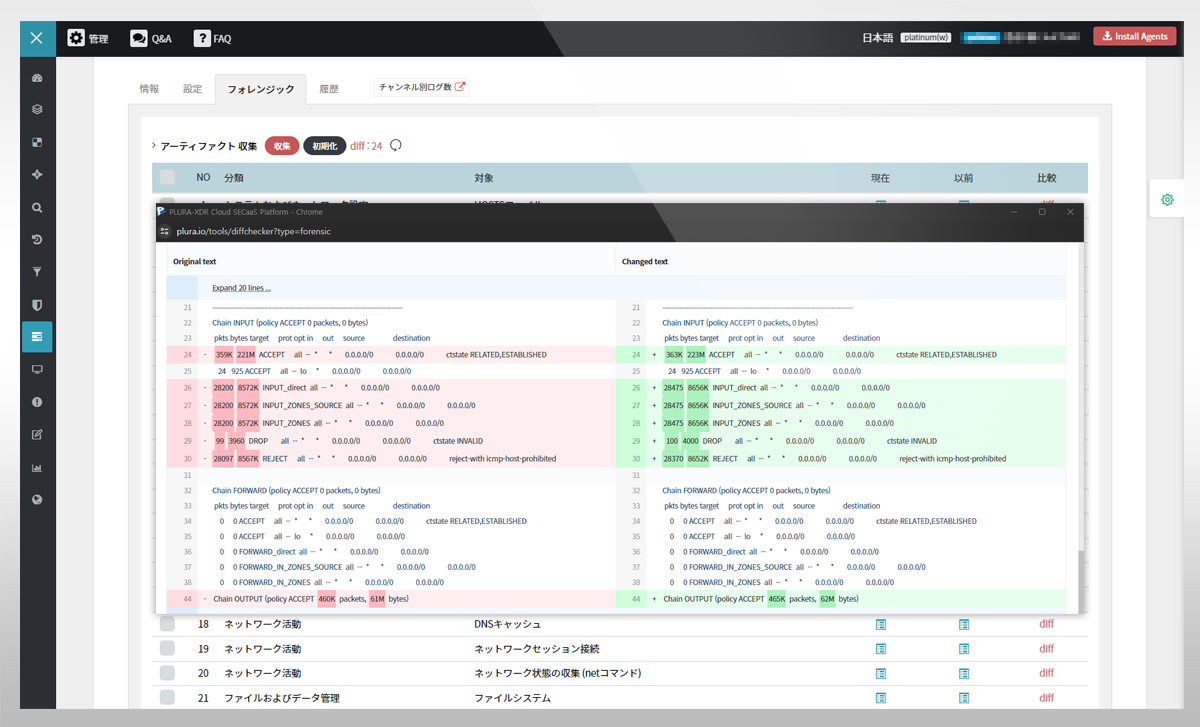 管理 Q&A ? FAQ 日本語 platinum(w) Install Agents
情報 設定 フォレンジック 履歴 チャンネル別ログ数
アーティファクト 収集 収集 初期化 diff : 24
NO 分類 対象 現在 以前 比較
PLURA-XDR Cloud SECaaS Platform - Chrome
plura.io/tools/diffchecker?type=forensic
Original text Changed text
Expand 20 lines ...
21 -------------------------------------------------------------------------- 21 --------------------------------------------------------------------------
22 Chain INPUT (policy ACCEPT 0 packets, 0 bytes) 22 Chain INPUT (policy ACCEPT 0 packets, 0 bytes)
23 pkts bytes target prot opt in out source destination 23 pkts bytes target prot opt in out source destination
24 - 359K 221M ACCEPT all -- * * 0.0.0.0/0 0.0.0.0/0 ctstate RELATED,ESTABLISHED 24 + 363K 223M ACCEPT all -- * * 0.0.0.0/0 0.0.0.0/0 ctstate RELATED,ESTABLISHED
25 24 925 ACCEPT all -- lo * 0.0.0.0/0 0.0.0.0/0 25 24 925 ACCEPT all -- lo * 0.0.0.0/0 0.0.0.0/0
26 - 28200 8572K INPUT_direct all -- * * 0.0.0.0/0 0.0.0.0/0 26 + 28475 8656K INPUT_direct all -- * * 0.0.0.0/0 0.0.0.0/0
27 - 28200 8572K INPUT_ZONES_SOURCE all -- * * 0.0.0.0/0 0.0.0.0/0 27 + 28475 8656K INPUT_ZONES_SOURCE all -- * * 0.0.0.0/0 0.0.0.0/0
28 - 28200 8572K INPUT_ZONES all -- * * 0.0.0.0/0 0.0.0.0/0 28 + 28475 8656K INPUT_ZONES all -- * * 0.0.0.0/0 0.0.0.0/0
29 - 99 3960 DROP all -- * * 0.0.0.0/0 0.0.0.0/0 ctstate INVALID 29 + 100 4000 DROP all -- * * 0.0.0.0/0 0.0.0.0/0 ctstate INVALID
30 - 28097 8567K REJECT all -- * * 0.0.0.0/0 0.0.0.0/0 reject-with icmp-host-prohibited 30 + 28370 8652K REJECT all -- * * 0.0.0.0/0 0.0.0.0/0 reject-with icmp-host-prohibited
31 31
32 Chain FORWARD (policy ACCEPT 0 packets, 0 bytes) 32 Chain FORWARD (policy ACCEPT 0 packets, 0 bytes)
33 pkts bytes target prot opt in out source destination 33 pkts bytes target prot opt in out source destination
34 0 0 ACCEPT all -- * * 0.0.0.0/0 0.0.0.0/0 ctstate RELATED,ESTABLISHED 34 0 0 ACCEPT all -- * * 0.0.0.0/0 0.0.0.0/0 ctstate RELATED,ESTABLISHED
35 0 0 ACCEPT all -- lo * 0.0.0.0/0 0.0.0.0/0 35 0 0 ACCEPT all -- lo * 0.0.0.0/0 0.0.0.0/0
36 0 0 FORWARD_direct all -- * * 0.0.0.0/0 0.0.0.0/0 36 0 0 FORWARD_direct all -- * * 0.0.0.0/0 0.0.0.0/0
37 0 0 FORWARD_IN_ZONES_SOURCE all -- * * 0.0.0.0/0 0.0.0.0/0 37 0 0 FORWARD_IN_ZONES_SOURCE all -- * * 0.0.0.0/0 0.0.0.0/0
38 0 0 FORWARD_IN_ZONES all -- * * 0.0.0.0/0 0.0.0.0/0 38 0 0 FORWARD_IN_ZONES all -- * * 0.0.0.0/0 0.0.0.0/0
44 - Chain OUTPUT (policy ACCEPT 460K packets, 61M bytes) 44 + Chain OUTPUT (policy ACCEPT 465K packets, 62M bytes)
18 ネットワーク活動 DNSキャッシュ diff
19 ネットワーク活動 ネットワークセッション接続 diff
20 ネットワーク活動 ネットワーク状態の収集 (netコマンド) diff
21 ファイルおよびデータ管理 ファイルシステム diff